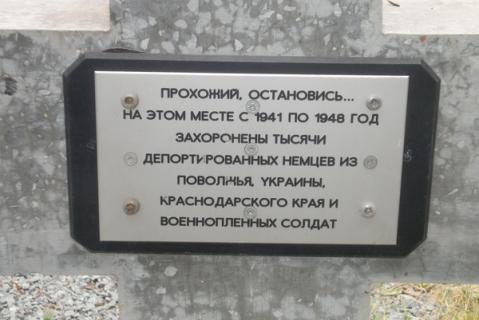 ПРОХОЖИЙ, ОСТАНОВИСЬ...
НА ЭТОМ МЕСТЕ С 1941 ПО 1948 ГОД
ЗАХОРОНЕНЫ ТЫСЯЧИ
ДЕПОРТИРОВАННЫХ НЕМЦЕВ ИЗ
ПОВОЛЖЬЯ, УКРАИНЫ,
КРАСНОДАРСКОГО КРАЯ И
ВОЕННОПЛЕННЫХ СОЛДАТ